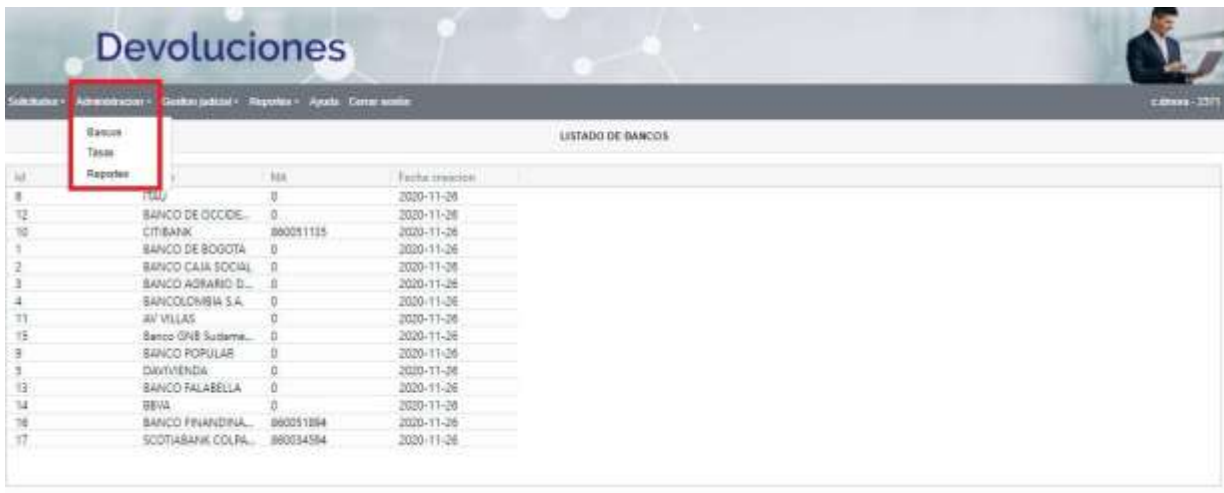 Devoluciones
Solicitudes Administracion Gestion judicial Reportes Ayuda Cerrar sesión
Bancos
Tasas
Reportes
LISTADO DE BANCOS
Id Nit Fecha creacion
8 ITAU 0 2020-11-26
12 BANCO DE OCCIDE... 0 2020-11-26
10 CITIBANK 860051135 2020-11-26
1 BANCO DE BOGOTA 0 2020-11-26
2 BANCO CAJA SOCIAL 0 2020-11-26
3 BANCO AGRARIO D... 0 2020-11-26
4 BANCOLOMBIA S.A. 0 2020-11-26
11 AV VILLAS 0 2020-11-26
15 Banco GNB Sudame... 0 2020-11-26
9 BANCO POPULAR 0 2020-11-26
5 DAVIVIENDA 0 2020-11-26
13 BANCO FALABELLA 0 2020-11-26
14 BBVA 0 2020-11-26
16 BANCO FINANDINA... 860051894 2020-11-26
17 SCOTIABANK COLPA... 860034594 2020-11-26